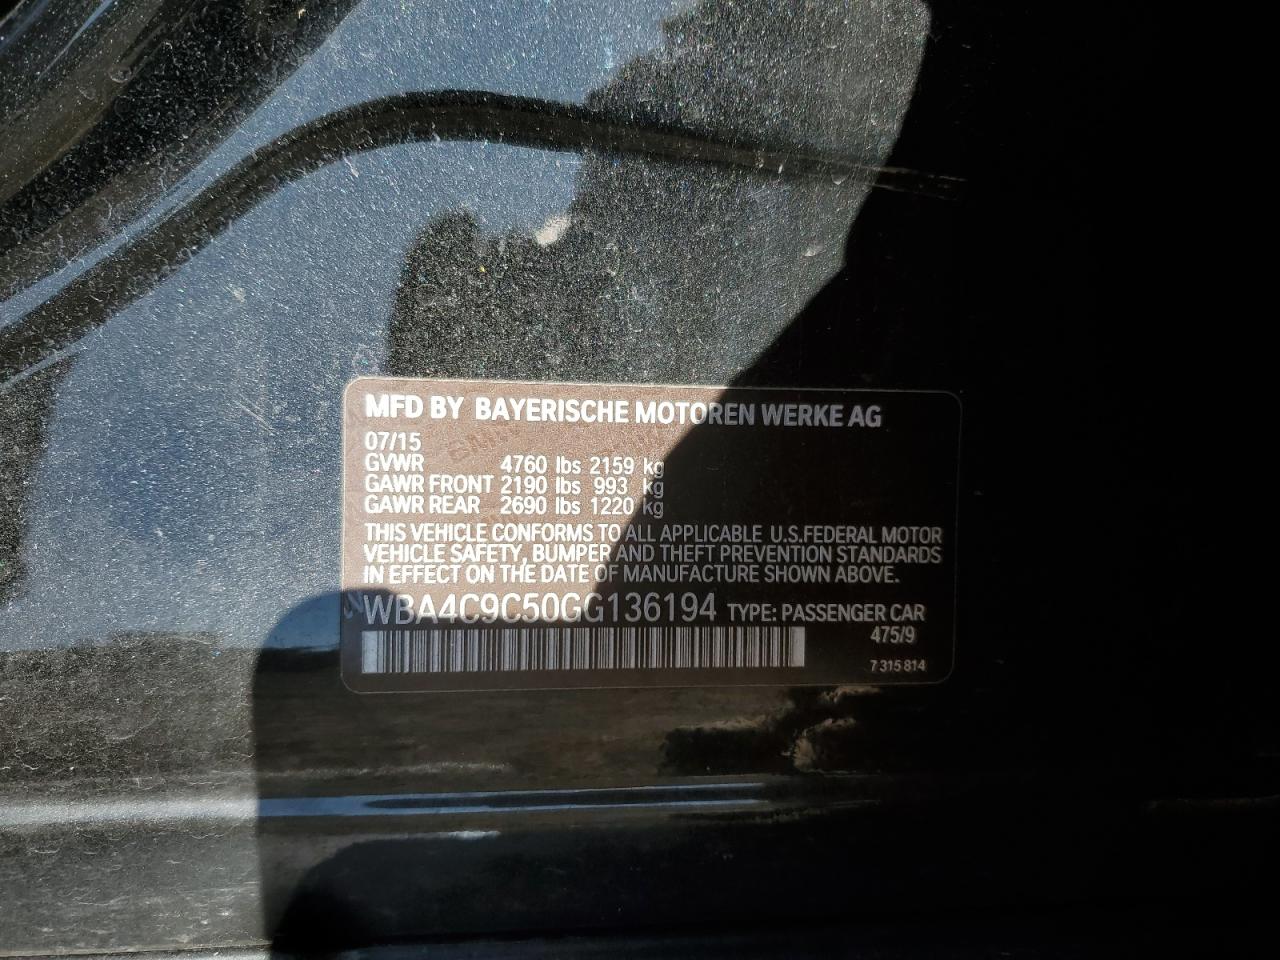 MFD BY BAYERISCHE MOTOREN WERKE AG
07/15
GVWR 4760 lbs 2159 kg
GAWR FRONT 2190 lbs 993 kg
GAWR REAR 2690 lbs 1220 kg
THIS VEHICLE CONFORMS TO ALL APPLICABLE U.S.FEDERAL MOTOR
VEHICLE SAFETY, BUMPER AND THEFT PREVENTION STANDARDS
IN EFFECT ON THE DATE OF MANUFACTURE SHOWN ABOVE.
WBA4C9C50GG136194 TYPE: PASSENGER CAR
475/9
7 315 814